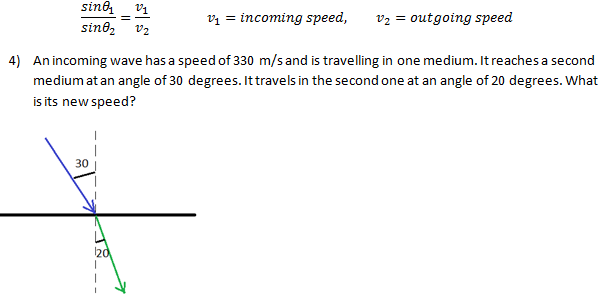 sinθ₁/sinθ₂ = v₁/v₂ v₁ = incoming speed, v₂ = outgoing speed
4) An incoming wave has a speed of 330 m/s and is travelling in one medium. It reaches a second
medium at an angle of 30 degrees. It travels in the second one at an angle of 20 degrees. What
is its new speed?
30
20